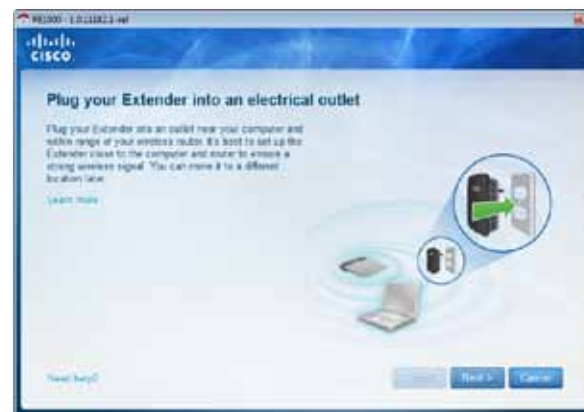 CISCO
Plug your Extender into an electrical outlet
Plug your Extender into an outlet near your computer and
within range of your wireless router. It's best to set up the
Extender close to the computer and router to ensure a
strong wireless signal. You can move it to a different
location later.
Learn more
Need help?
Next >
Cancel